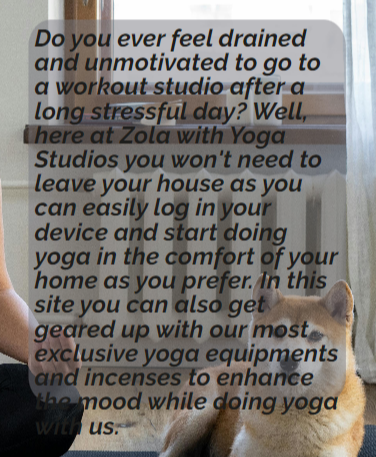 Do you ever feel drained
and unmotivated to go to
a workout studio after a
long stressful day? Well,
here at Zola with Yoga
Studios you won't need to
leave your house as you
can easily log in your
device and start doing
yoga in the comfort of your
home as you prefer. In this
site you can also get
geared up with our most
exclusive yoga equipments
and incenses to enhance
the mood while doing yoga
with us.